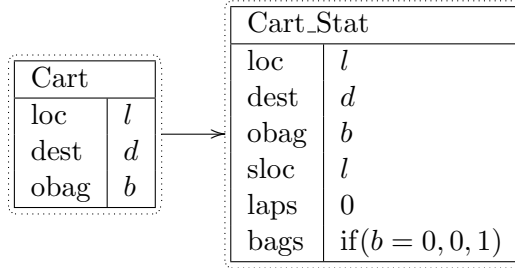 Cart
loc l
dest d
obag b
Cart_Stat
loc l
dest d
obag b
sloc l
laps 0
bags if(b = 0, 0, 1)